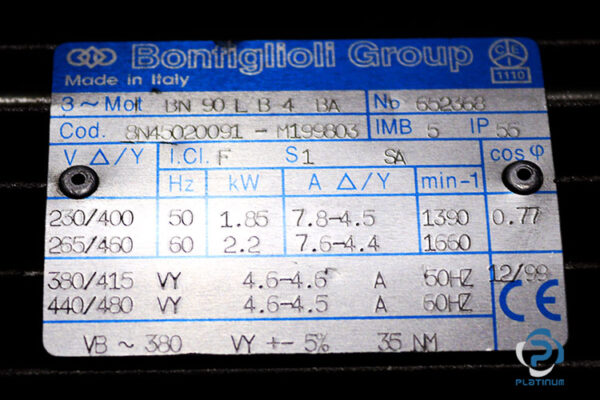 Bonfiglioli Group
Made in Italy
CEI 1110
3 ~ Mot BN 90 L B 4 BA No 652368
Cod. 8N45020091 - M199803 IMB 5 IP 55
V Δ/Y I.Cl. F S1 SA cos φ
Hz kW A Δ/Y min-1
230/400 50 1.85 7.8-4.5 1390 0.77
265/460 60 2.2 7.6-4.4 1660
380/415 VY 4.6-4.6 A 50HZ 12/99
440/480 VY 4.6-4.5 A 60HZ CE
VB ~ 380 VY +- 5% 35 NM
PLATINUM